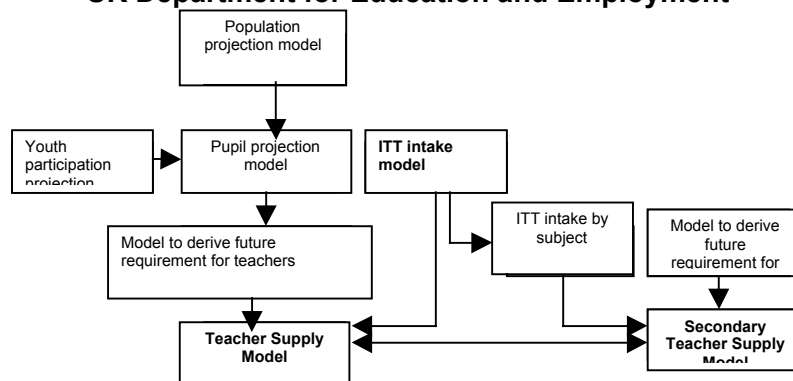 UK Department for Education and Employment
Population
projection model
Youth
participation
projection
Pupil projection
model
ITT intake
model
Model to derive future
requirement for teachers
ITT intake by
subject
Model to derive
future
requirement for
Teacher Supply
Model
Secondary
Teacher Supply
Model